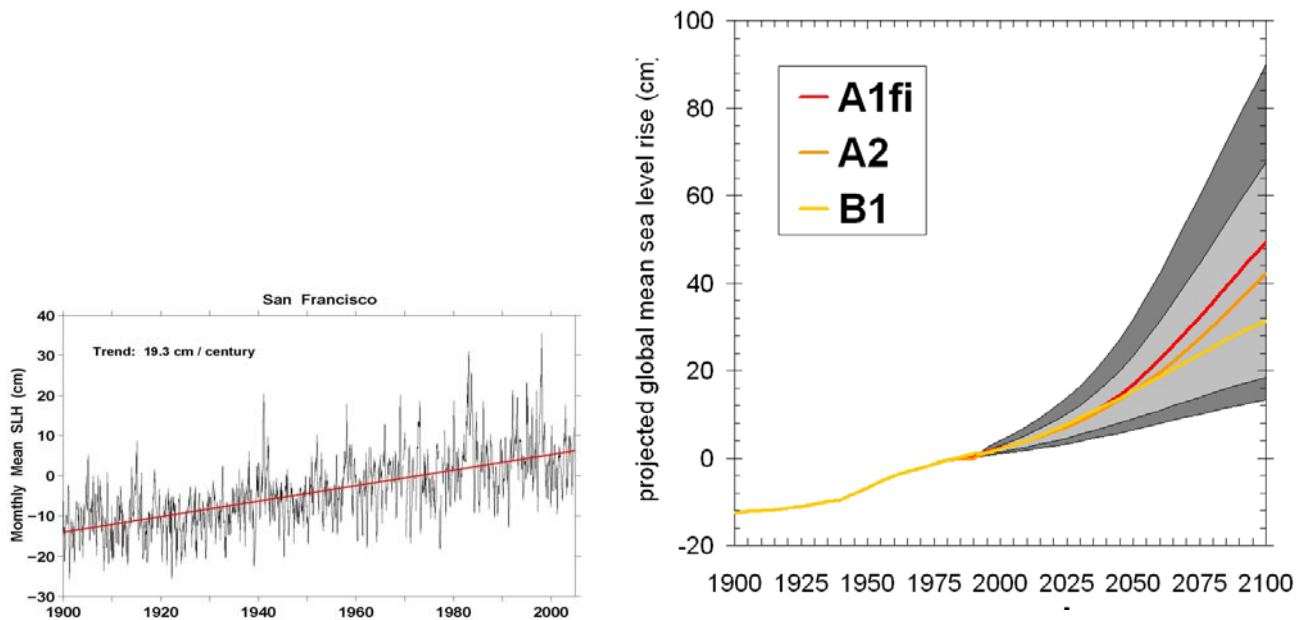 San Francisco
Momthly Mean SLH (cm)
40
30
20
10
0
−10
−20
−30
Trend: 19.3 cm / century
1900
1920
1940
1960
1980
2000
projected global mean sea level rise (cm)
100
80
60
40
20
0
-20
A1fi
A2
B1
1900 1925 1950 1975 2000 2025 2050 2075 2100